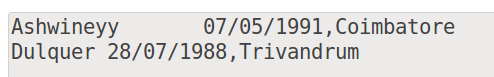 Ashwineyy       07/05/1991,Coimbatore
Dulquer 28/07/1988,Trivandrum